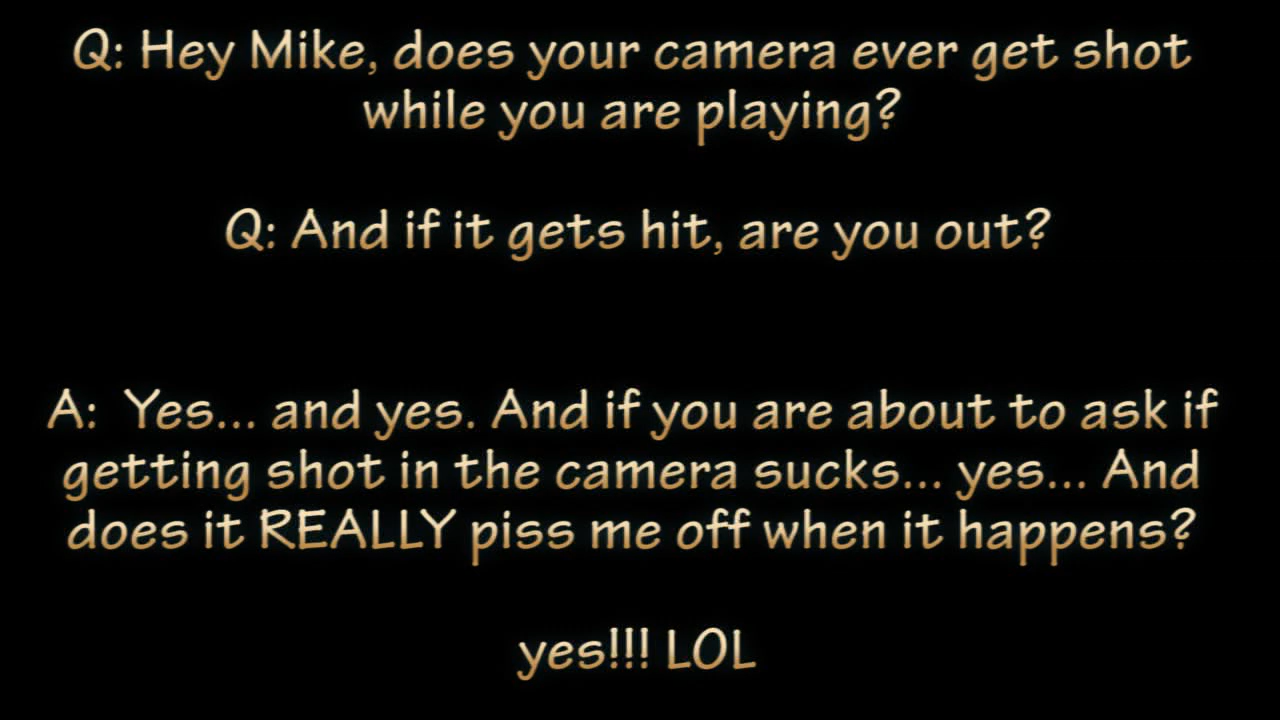 Q: Hey Mike, does your camera ever get shot
while you are playing?
Q: And if it gets hit, are you out?
A: Yes... and yes. And if you are about to ask if
getting shot in the camera sucks... yes... And
does it REALLY piss me off when it happens?
yes!!! LOL